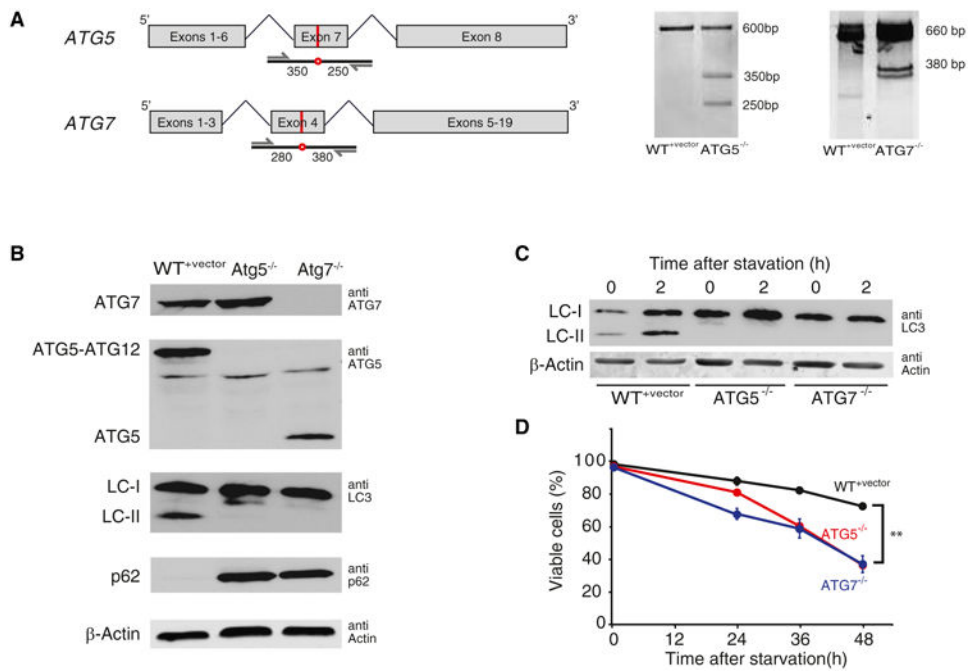 A
5' 3'
ATG5 Exons 1-6 Exon 7 Exon 8
350 250
5' 3'
ATG7 Exons 1-3 Exon 4 Exons 5-19
280 380
600bp
350bp
250bp
WT+vector ATG5-/-
660 bp
380 bp
WT+vector ATG7-/-
B
WT+vector Atg5-/- Atg7-/-
ATG7 anti ATG7
ATG5-ATG12 anti ATG5
ATG5
LC-I anti LC3
LC-II
p62 anti p62
β-Actin anti Actin
C
Time after stavation (h)
0 2 0 2 0 2
LC-I anti LC3
LC-II
β-Actin anti Actin
WT+vector ATG5-/- ATG7-/-
D
Viable cells (%)
100
80
60
40
20
0
WT+vector
ATG5-/-
**
ATG7-/-
0 12 24 36 48
Time after starvation(h)